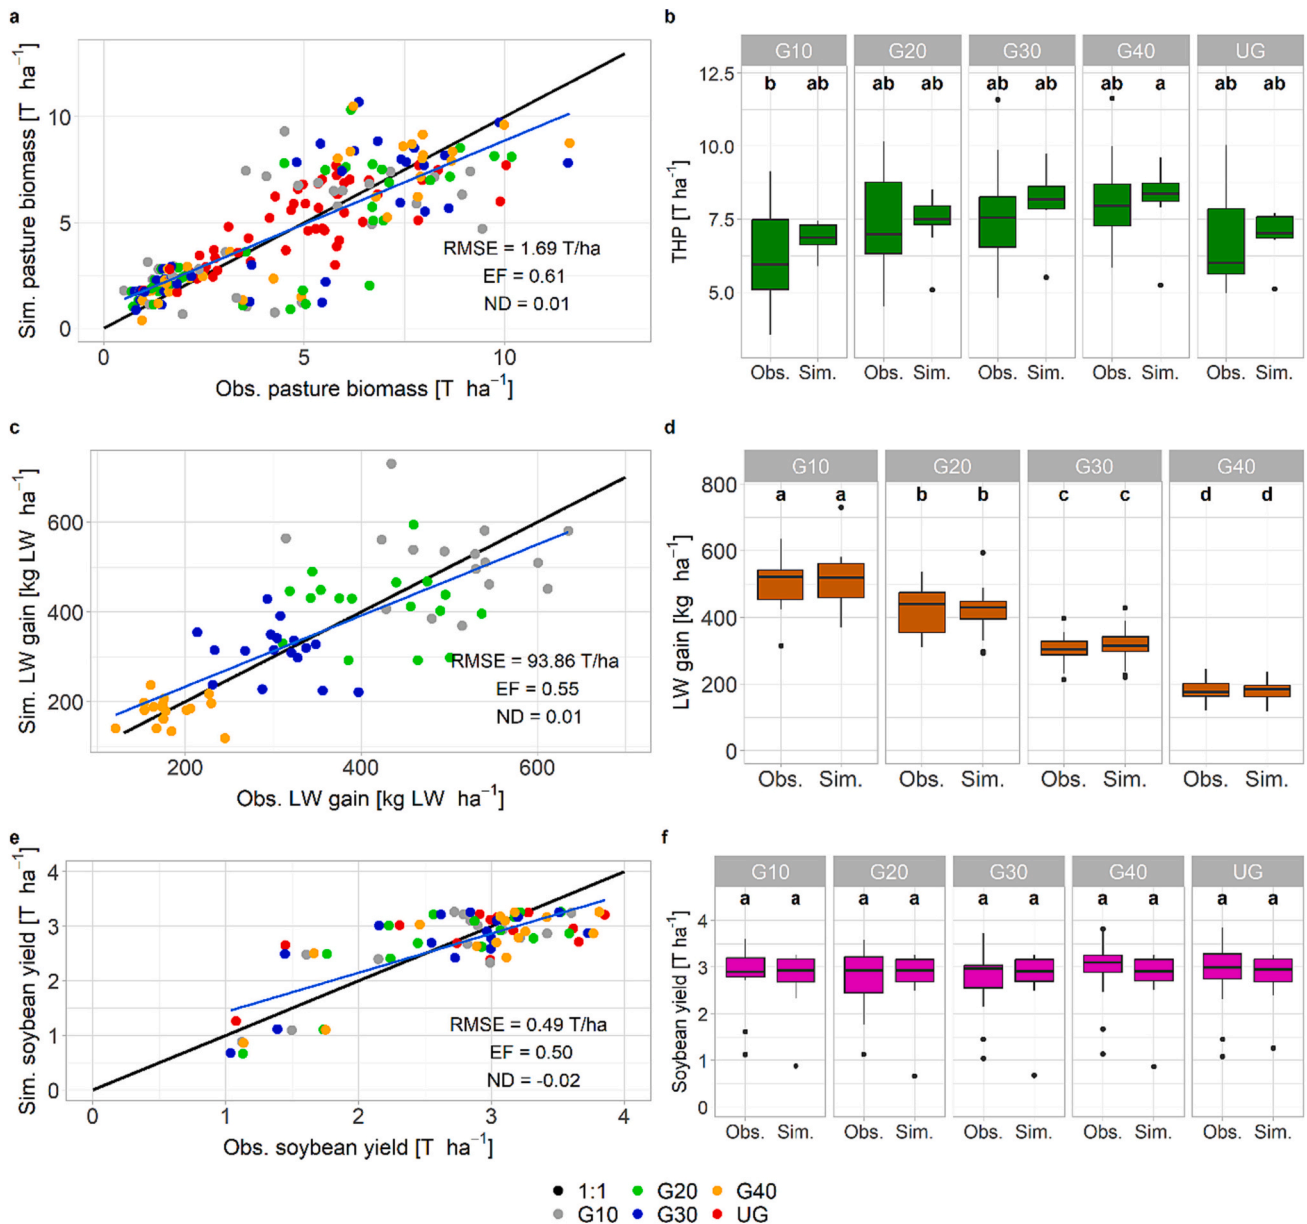 a
Sim. pasture biomass [T ha⁻¹]
10
5
0
0 5 10
RMSE = 1.69 T/ha
EF = 0.61
ND = 0.01
Obs. pasture biomass [T ha⁻¹]
b
THP [T ha⁻¹]
G10 G20 G30 G40 UG
b ab ab ab ab ab ab a ab ab
12.5
10.0
7.5
5.0
Obs. Sim. Obs. Sim. Obs. Sim. Obs. Sim. Obs. Sim.
c
Sim. LW gain [kg LW ha⁻¹]
600
400
200
200 400 600
RMSE = 93.86 T/ha
EF = 0.55
ND = 0.01
Obs. LW gain [kg LW ha⁻¹]
d
LW gain [kg ha⁻¹]
G10 G20 G30 G40
a a b b c c d d
800
600
400
200
0
Obs. Sim. Obs. Sim. Obs. Sim. Obs. Sim.
e
Sim. soybean yield [T ha⁻¹]
4
3
2
1
0
0 1 2 3 4
RMSE = 0.49 T/ha
EF = 0.50
ND = -0.02
Obs. soybean yield [T ha⁻¹]
f
Soybean yield [T ha⁻¹]
G10 G20 G30 G40 UG
a a a a a a a a a a
4
3
2
1
0
Obs. Sim. Obs. Sim. Obs. Sim. Obs. Sim. Obs. Sim.
1:1 G20 G40
G10 G30 UG